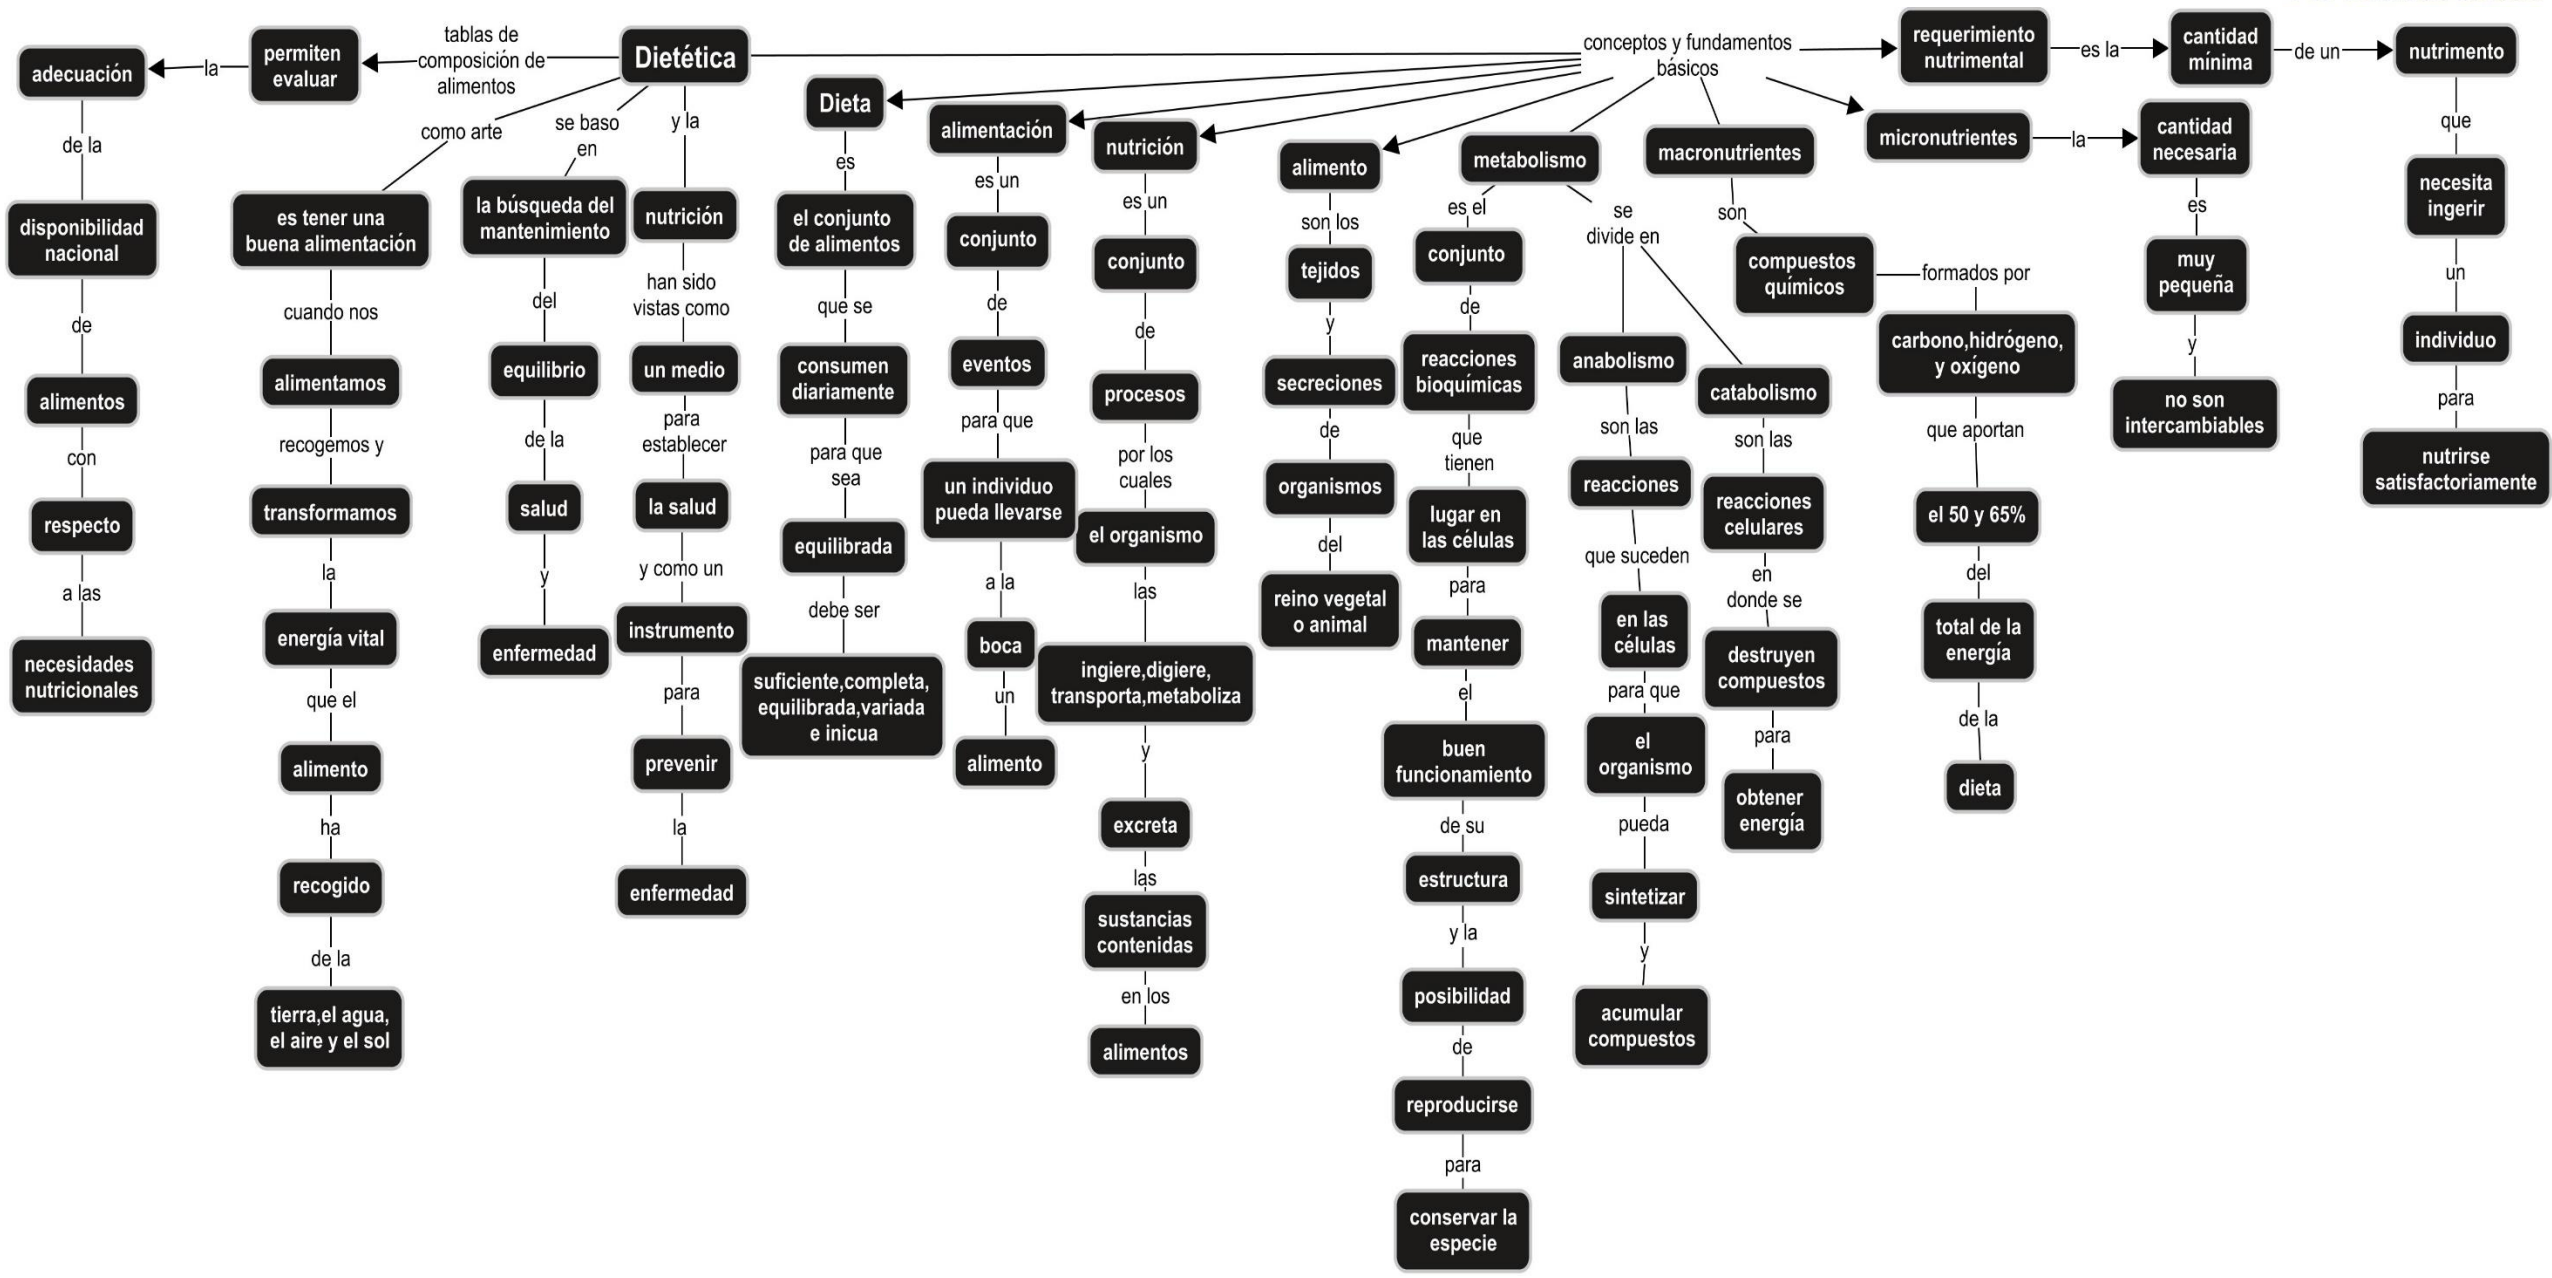 Dietética
tablas de
composición de
alimentos
permiten
evaluar
la
adecuación
de la
disponibilidad
nacional
de
alimentos
con
respecto
a las
necesidades
nutricionales
como arte
es tener una
buena alimentación
cuando nos
alimentamos
recogemos y
transformamos
la
energía vital
que el
alimento
ha
recogido
de la
tierra,el agua,
el aire y el sol
se baso
en
la búsqueda del
mantenimiento
del
equilibrio
de la
salud
y
enfermedad
y la
nutrición
han sido
vistas como
un medio
para
establecer
la salud
y como un
instrumento
para
prevenir
la
enfermedad
conceptos y fundamentos
básicos
Dieta
es
el conjunto
de alimentos
que se
consumen
diariamente
para que
sea
equilibrada
debe ser
suficiente,completa,
equilibrada,variada
e inicua
alimentación
es un
conjunto
de
eventos
para que
un individuo
pueda llevarse
a la
boca
un
alimento
nutrición
es un
conjunto
de
procesos
por los
cuales
el organismo
las
ingiere,digiere,
transporta,metaboliza
y
excreta
las
sustancias
contenidas
en los
alimentos
alimento
son los
tejidos
y
secreciones
de
organismos
del
reino vegetal
o animal
metabolismo
es el
conjunto
de
reacciones
bioquímicas
que
tienen
lugar en
las células
para
mantener
el
buen
funcionamiento
de su
estructura
y la
posibilidad
de
reproducirse
para
conservar la
especie
se
divide en
anabolismo
son las
reacciones
que suceden
en las
células
para que
el
organismo
pueda
sintetizar
y
acumular
compuestos
catabolismo
son las
reacciones
celulares
en
donde se
destruyen
compuestos
para
obtener
energía
macronutrientes
son
compuestos
químicos
formados por
carbono,hidrógeno,
y oxígeno
que aportan
el 50 y 65%
del
total de la
energía
de la
dieta
micronutrientes
la
cantidad
necesaria
es
muy
pequeña
y
no son
intercambiables
requerimiento
nutrimental
es la
cantidad
mínima
de un
nutrimento
que
necesita
ingerir
un
individuo
para
nutrirse
satisfactoriamente